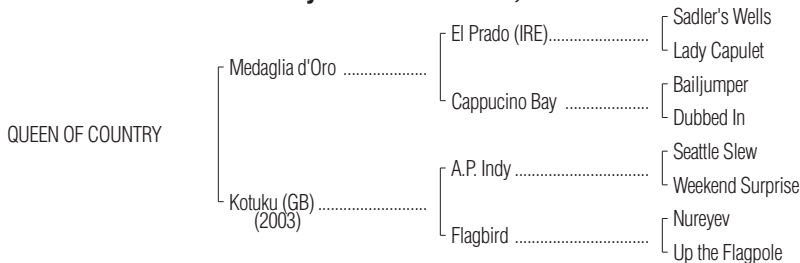 Sadler's Wells
El Prado (IRE)
Lady Capulet
Medaglia d'Oro
Bailjumper
Cappucino Bay
Dubbed In
QUEEN OF COUNTRY
Seattle Slew
A.P. Indy
Weekend Surprise
Kotuku (GB)
(2003)
Nureyev
Flagbird
Up the Flagpole